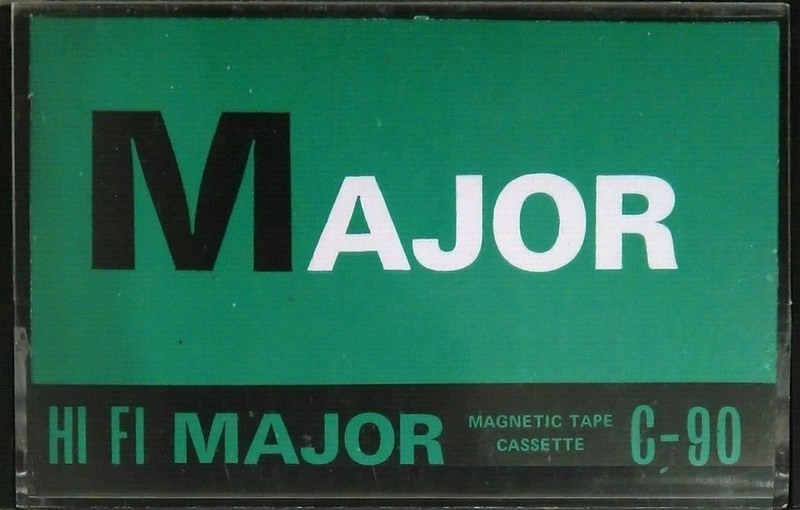 MAJOR
HI FI MAJOR MAGNETIC TAPE CASSETTE C-90